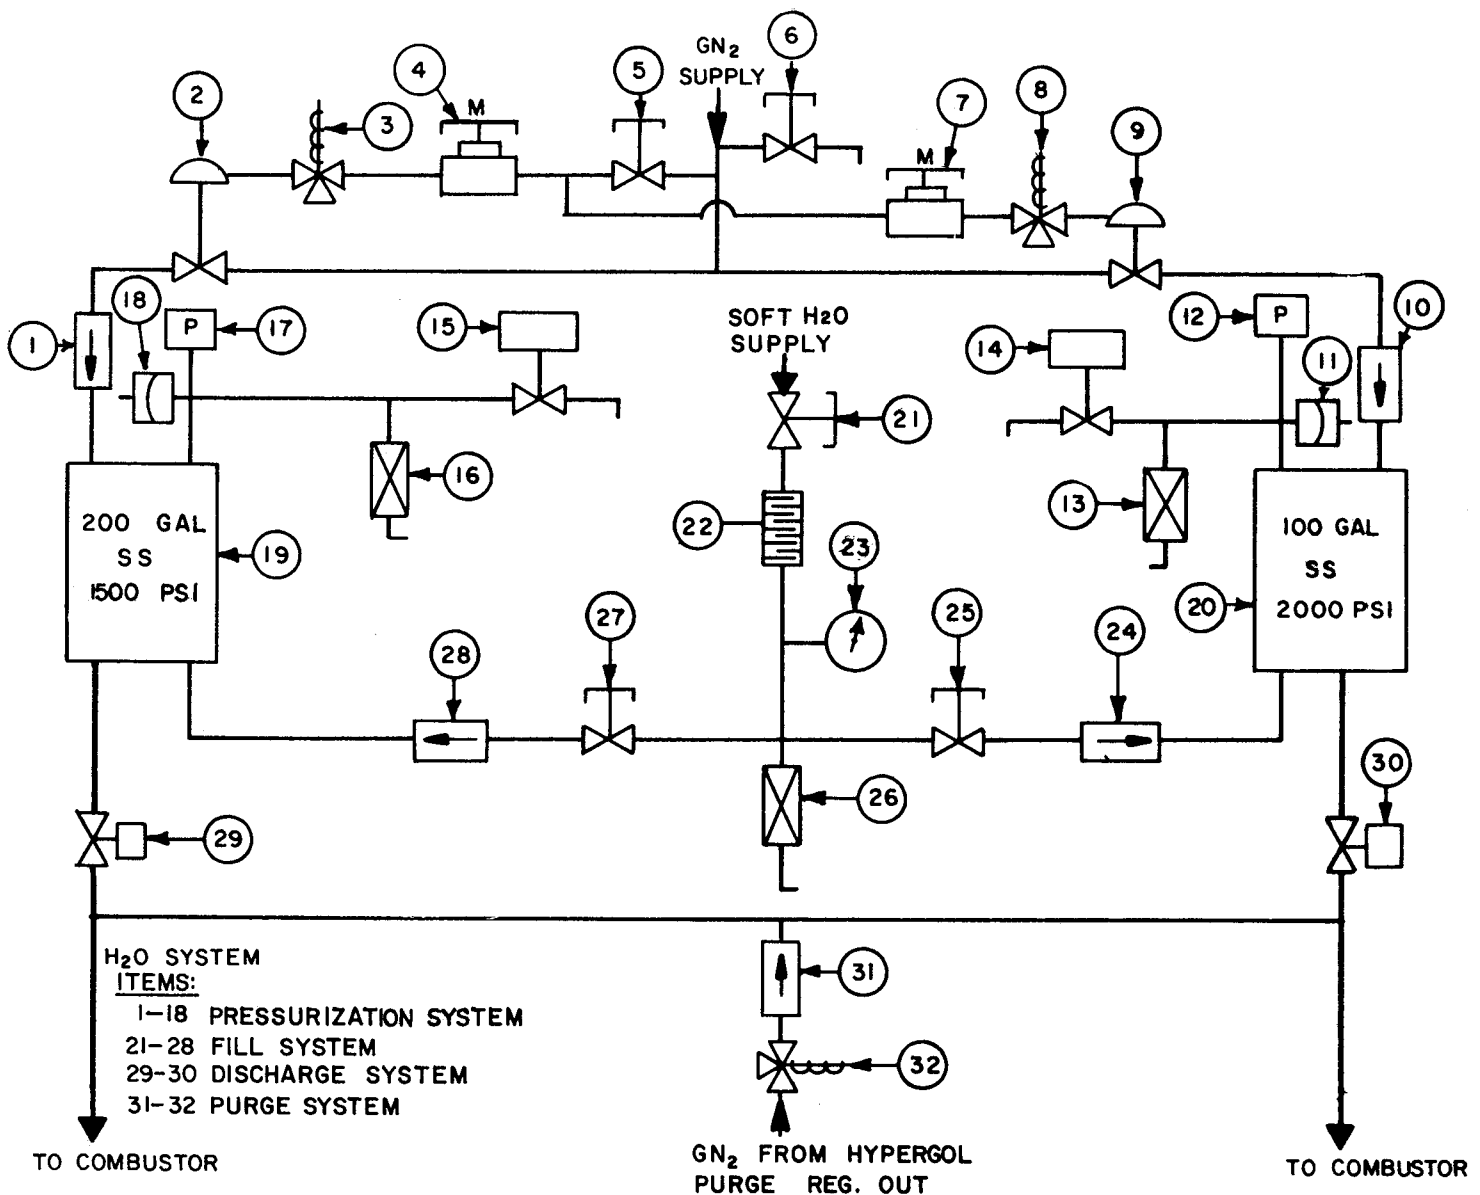 6
GN2
SUPPLY
4
5
2
3
M
7
8
9
M
18
17
P
1
15
SOFT H2O
SUPPLY
12
P
10
14
11
21
16
13
22
23
200 GAL
SS
1500 PSI
19
100 GAL
SS
2000 PSI
20
27
25
24
28
26
30
29
H2O SYSTEM
ITEMS:
1-18 PRESSURIZATION SYSTEM
21-28 FILL SYSTEM
29-30 DISCHARGE SYSTEM
31-32 PURGE SYSTEM
31
32
TO COMBUSTOR
GN2 FROM HYPERGOL
PURGE REG. OUT
TO COMBUSTOR